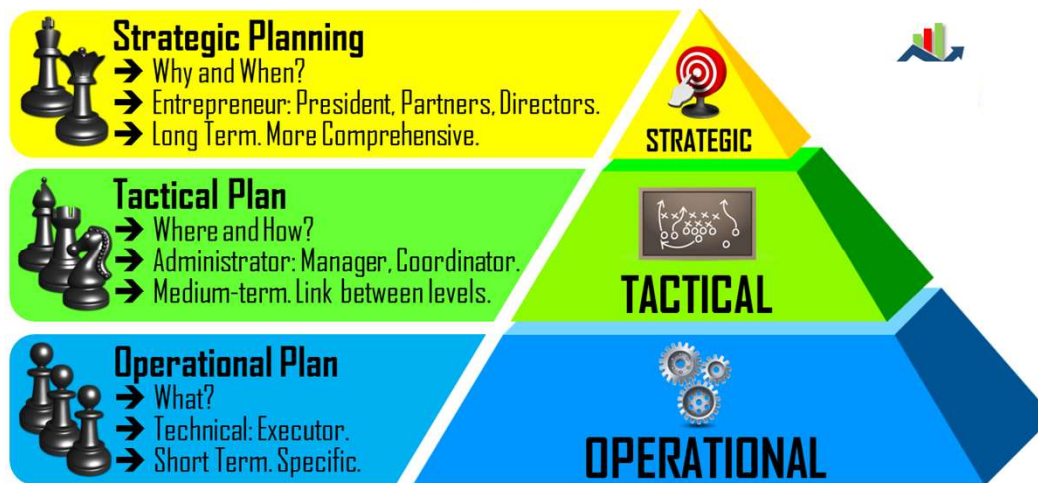 Strategic Planning
➔ Why and When?
➔ Entrepreneur: President, Partners, Directors.
➔ Long Term. More Comprehensive.
STRATEGIC
Tactical Plan
➔ Where and How?
➔ Administrator: Manager, Coordinator.
➔ Medium-term. Link between levels.
TACTICAL
Operational Plan
➔ What?
➔ Technical: Executor.
➔ Short Term. Specific.
OPERATIONAL